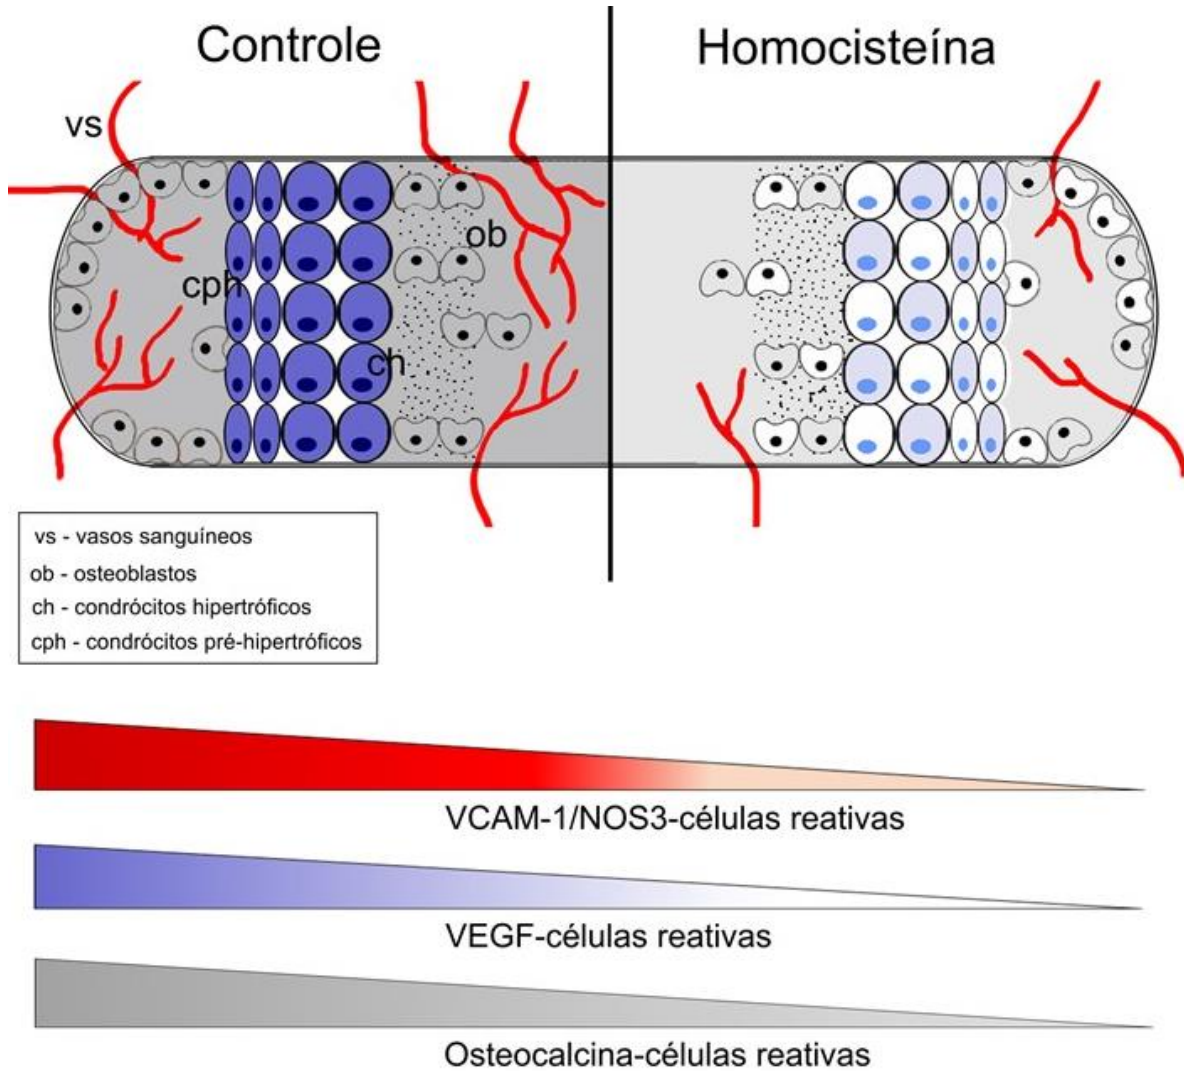 Controle
Homocisteína
vs
ob
cph
ch
vs - vasos sanguíneos
ob - osteoblastos
ch - condrócitos hipertróficos
cph - condrócitos pré-hipertróficos
VCAM-1/NOS3-células reativas
VEGF-células reativas
Osteocalcina-células reativas